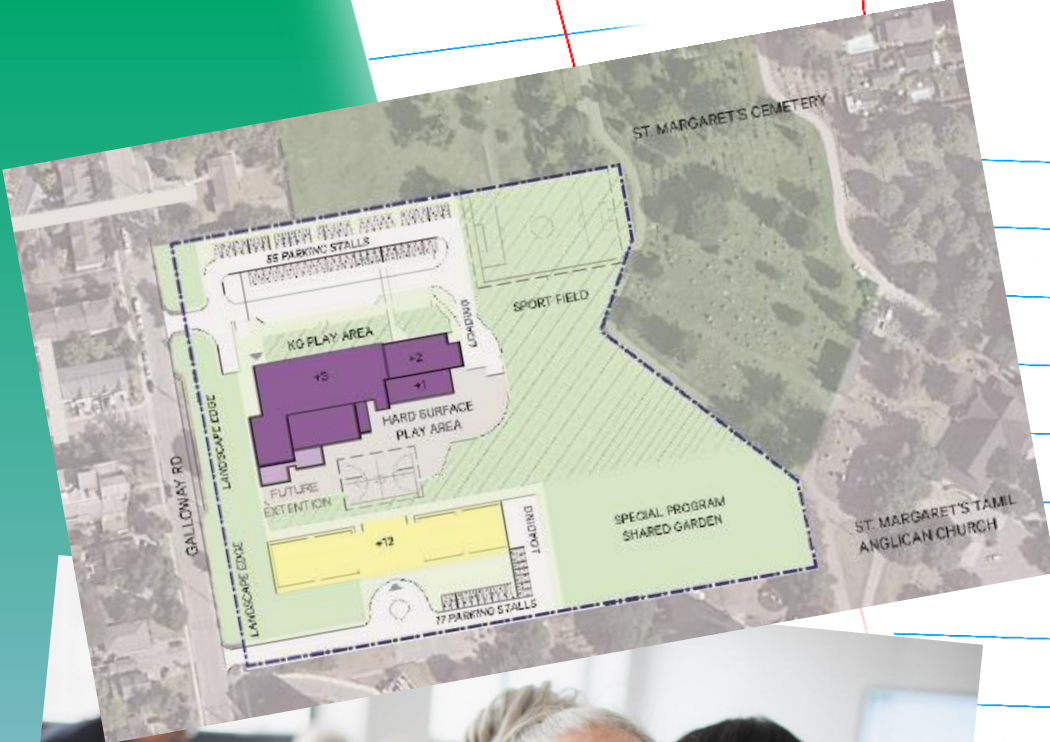 ST. MARGARET'S CEMETERY
55 PARKING STALLS
SPORT FIELD
LOADING
KG PLAY AREA
+3
+2
+1
HARD SURFACE
PLAY AREA
LANDSCAPE EDGE
GALLOWAY RD
FUTURE
EXTENTION
SPECIAL PROGRAM
SHARED GARDEN
ST. MARGARET'S TAMIL
ANGLICAN CHURCH
+12
LOADING
LANDSCAPE EDGE
17 PARKING STALLS